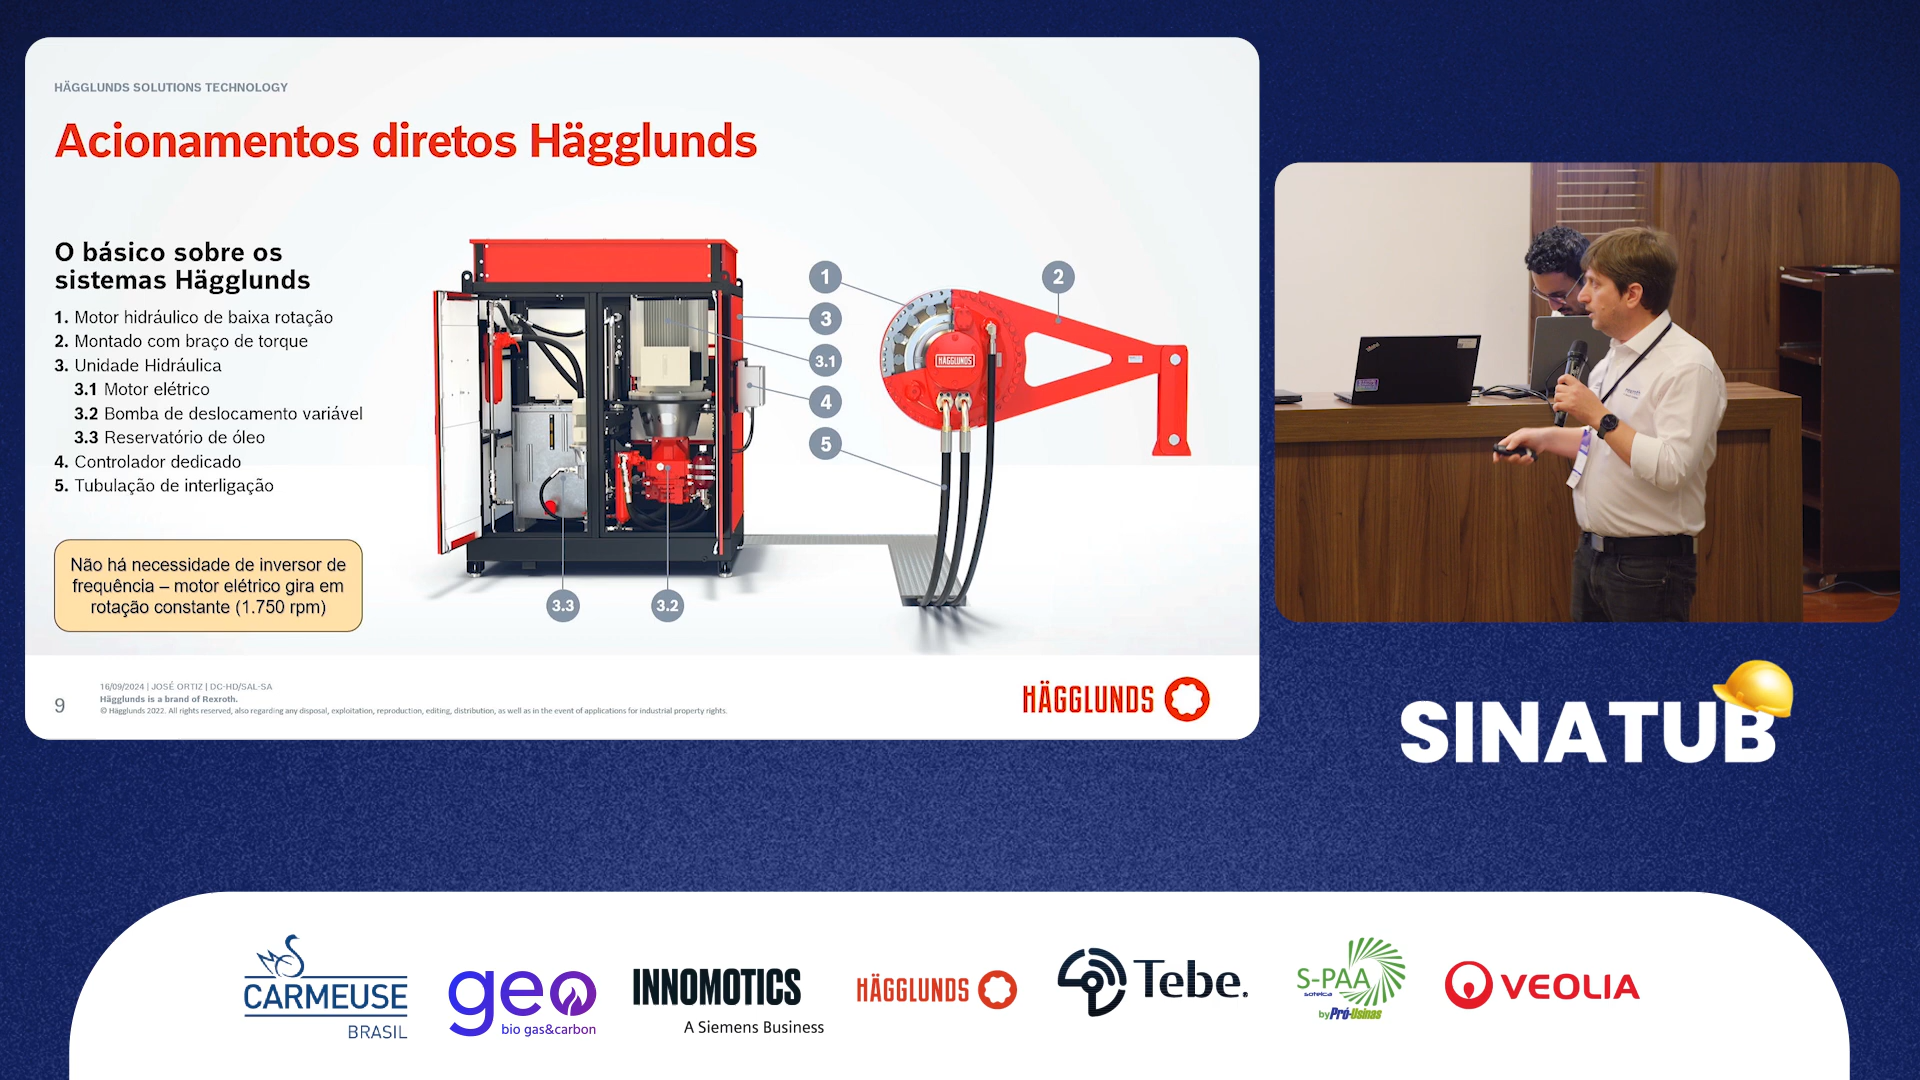 HÄGGLUNDS SOLUTIONS TECHNOLOGY
Acionamentos diretos Hägglunds
O básico sobre os
sistemas Hägglunds
1. Motor hidráulico de baixa rotação
2. Montado com braço de torque
3. Unidade Hidráulica
3.1 Motor elétrico
3.2 Bomba de deslocamento variável
3.3 Reservatório de óleo
4. Controlador dedicado
5. Tubulação de interligação
Não há necessidade de inversor de
frequência – motor elétrico gira em
rotação constante (1.750 rpm)
1
2
3
3.1
4
5
3.3
3.2
HÄGGLUNDS
9
16/09/2024 | JOSÉ ORTIZ | DC-HD/SAL-SA
Hägglunds is a brand of Rexroth.
© Hägglunds 2022. All rights reserved, also regarding any disposal, exploitation, reproduction, editing, distribution, as well as in the event of applications for industrial property rights.
HÄGGLUNDS
SINATUB
CARMEUSE
BRASIL
geo
bio gas&carbon
INNOMOTICS
A Siemens Business
HÄGGLUNDS
Tebe.
S-PAA
soteica
by Pró-Usinas
VEOLIA